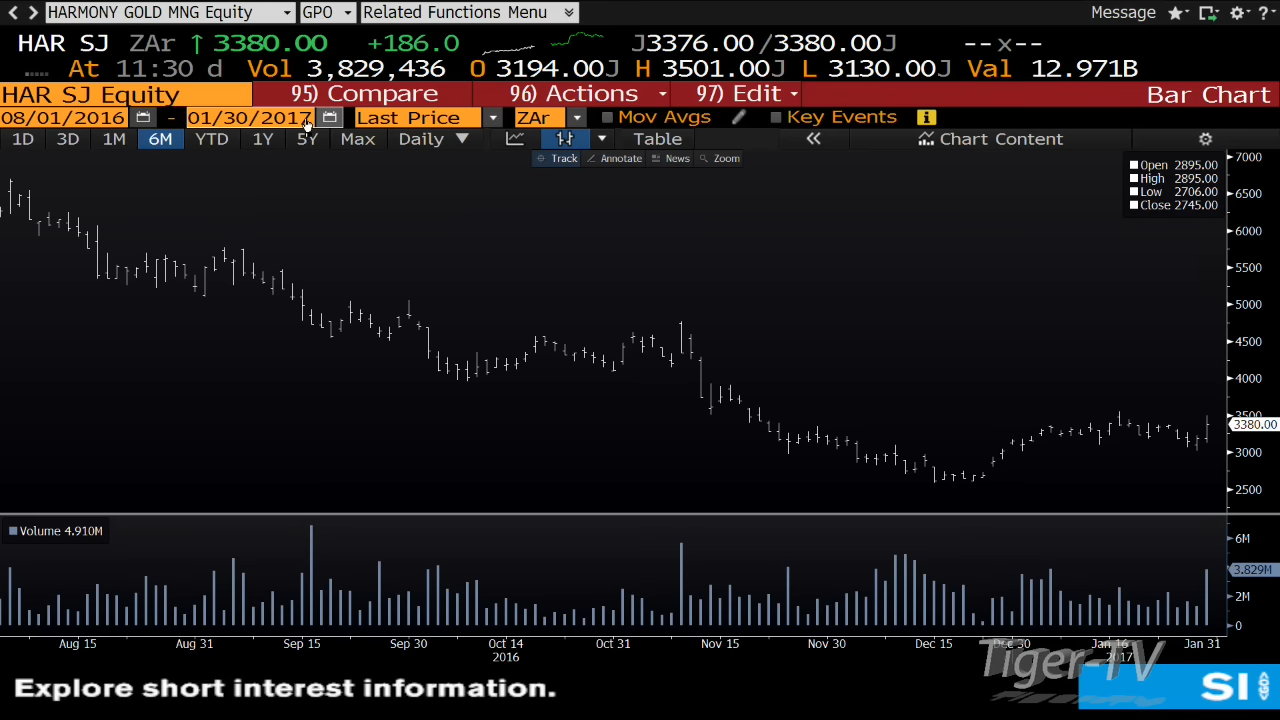 HARMONY GOLD MNG Equity GPO Related Functions Menu Message ?
HAR SJ ZAr ↑ 3380.00 +186.0 J3376.00/3380.00J --x--
At 11:30 d Vol 3,829,436 O 3194.00J H 3501.00J L 3130.00J Val 12.971B
HAR SJ Equity 95) Compare 96) Actions 97) Edit Bar Chart
08/01/2016 - 01/30/2017 Last Price ZAr Mov Avgs Key Events i
1D 3D 1M 6M YTD 1Y 5Y Max Daily ▼ Table « Chart Content
Track Annotate News Zoom
Open 2895.00
High 2895.00
Low 2706.00
Close 2745.00
7000
6500
6000
5500
5000
4500
4000
3500
3380.00
3000
2500
Volume 4.910M
6M
3.829M
2M
0
Aug 15 Aug 31 Sep 15 Sep 30 Oct 14 Oct 31 Nov 15 Nov 30 Dec 15 Dec 30 Jan 16 Jan 31
2016 2017
Tiger-TV
Explore short interest information. SI GO